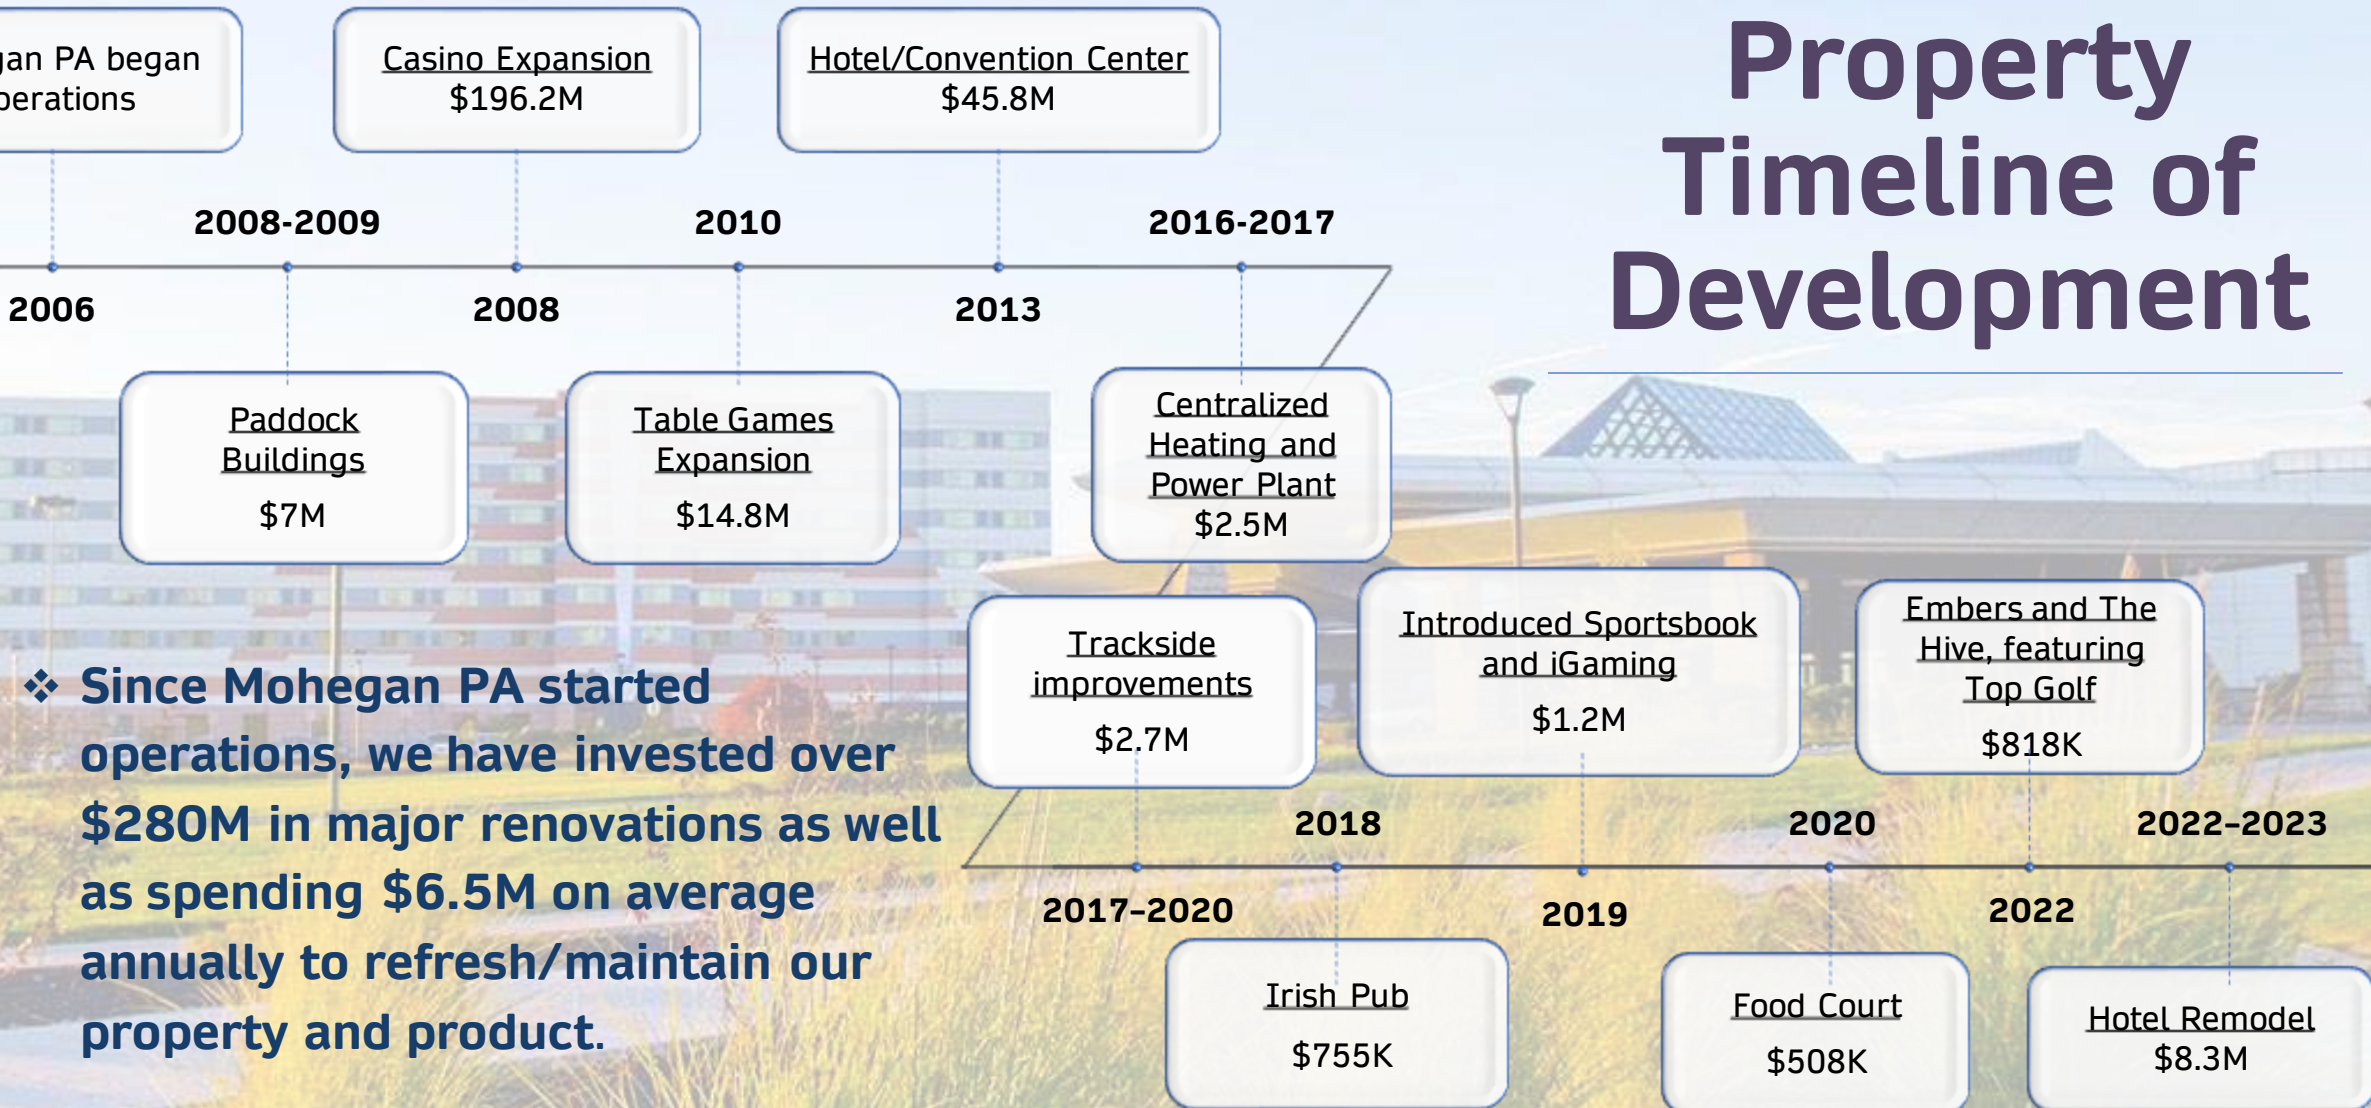 Property
Timeline of
Development
PA began
Casino Expansion
$196.2M
Hotel/Convention Center
$45.8M
2008-2009
2010
2016-2017
2006
2008
2013
Paddock
Buildings
$7M
Table Games
Expansion
$14.8M
Centralized
Heating and
Power Plant
$2.5M
❖ Since Mohegan PA started
operations, we have invested over
$280M in major renovations as well
as spending $6.5M on average
annually to refresh/maintain our
property and product.
Trackside
improvements
$2.7M
Introduced Sportsbook
and iGaming
$1.2M
Embers and The
Hive, featuring
Top Golf
$818K
2018
2020
2022–2023
2017–2020
2019
2022
Irish Pub
$755K
Food Court
$508K
Hotel Remodel
$8.3M